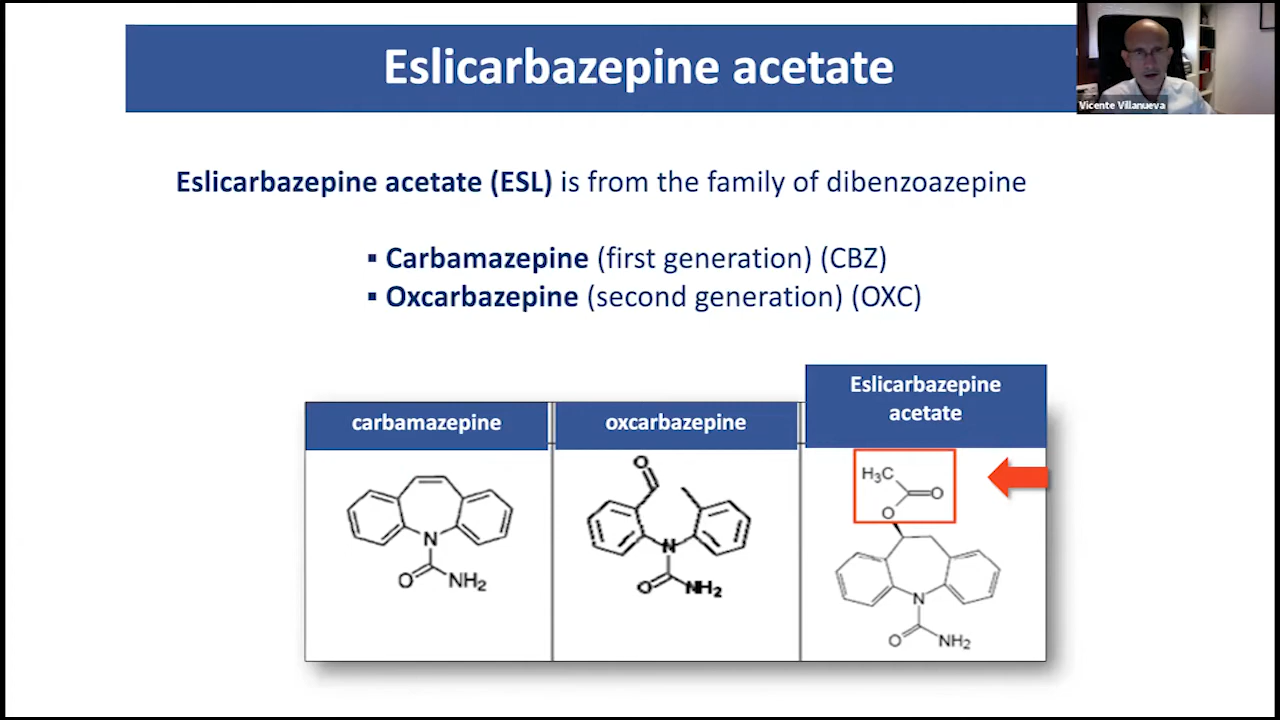 Eslicarbazepine acetate
Vicente Villanueva
Eslicarbazepine acetate (ESL) is from the family of dibenzoazepine
▪ Carbamazepine (first generation) (CBZ)
▪ Oxcarbazepine (second generation) (OXC)
carbamazepine
oxcarbazepine
Eslicarbazepine
acetate
N
O
NH₂
O
N
O
NH₂
H₃C
O
O
N
O
NH₂